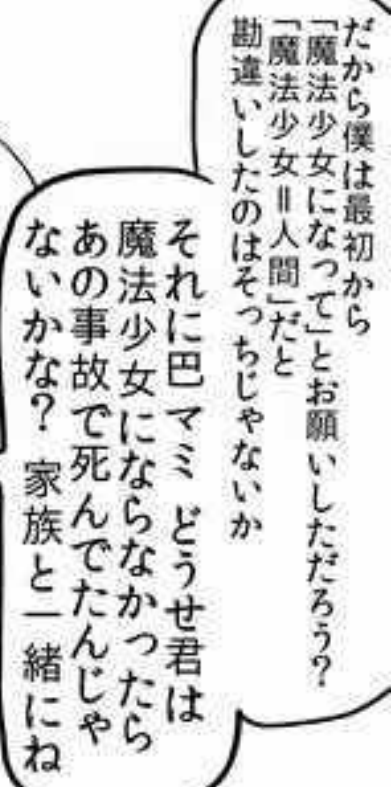 だから僕は最初から
「魔法少女になって」とお願いしただろう?
「魔法少女=人間」だと
勘違いしたのはそっちじゃないか
それに巴マミ どうせ君は
魔法少女にならなかったら
あの事故で死んでたんじゃ
ないかな? 家族と一緒にね